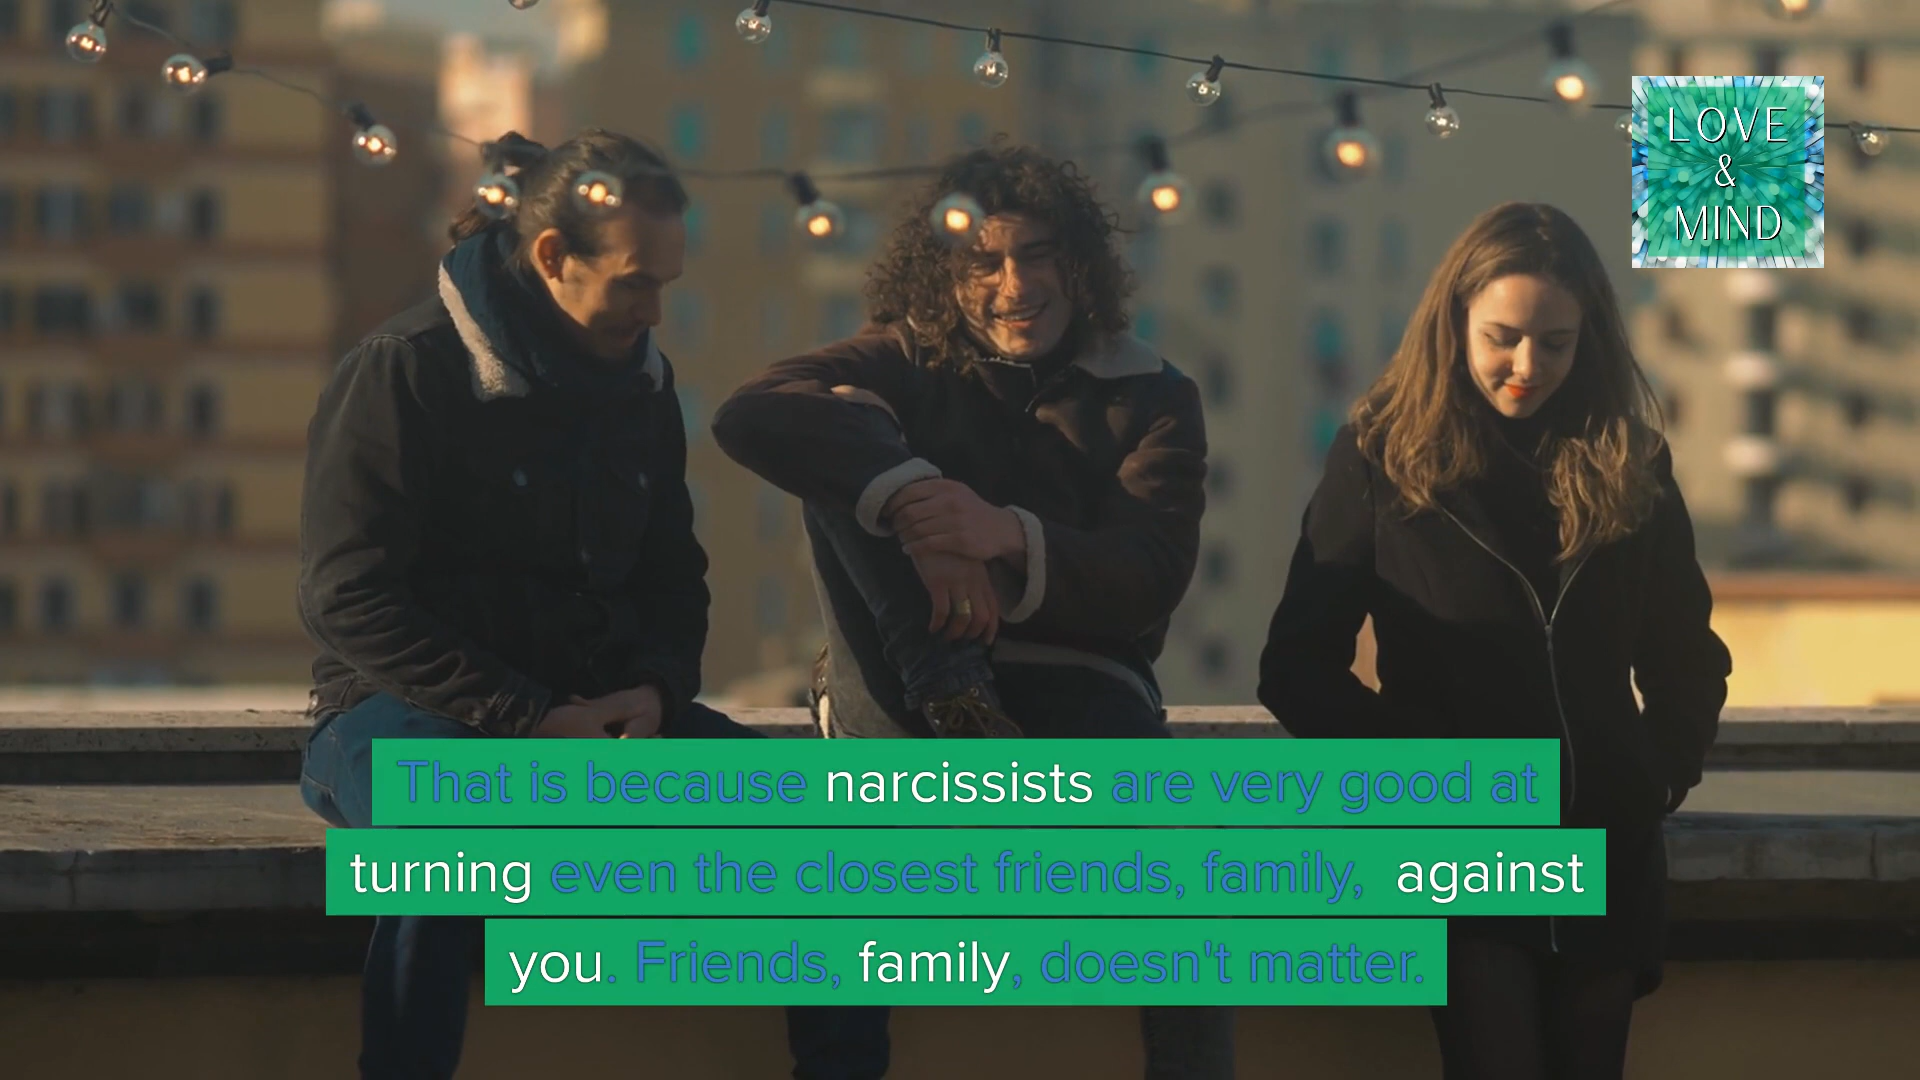 LOVE
&
MIND
That is because narcissists are very good at
turning even the closest friends, family, against
you. Friends, family, doesn't matter.